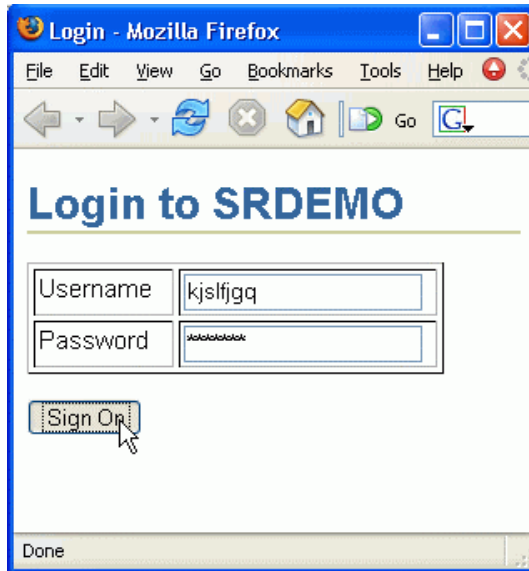 Login - Mozilla Firefox
File Edit View Go Bookmarks Tools Help
Go G
Login to SRDEMO
Username kjslfjgq
Password ********
Sign On
Done